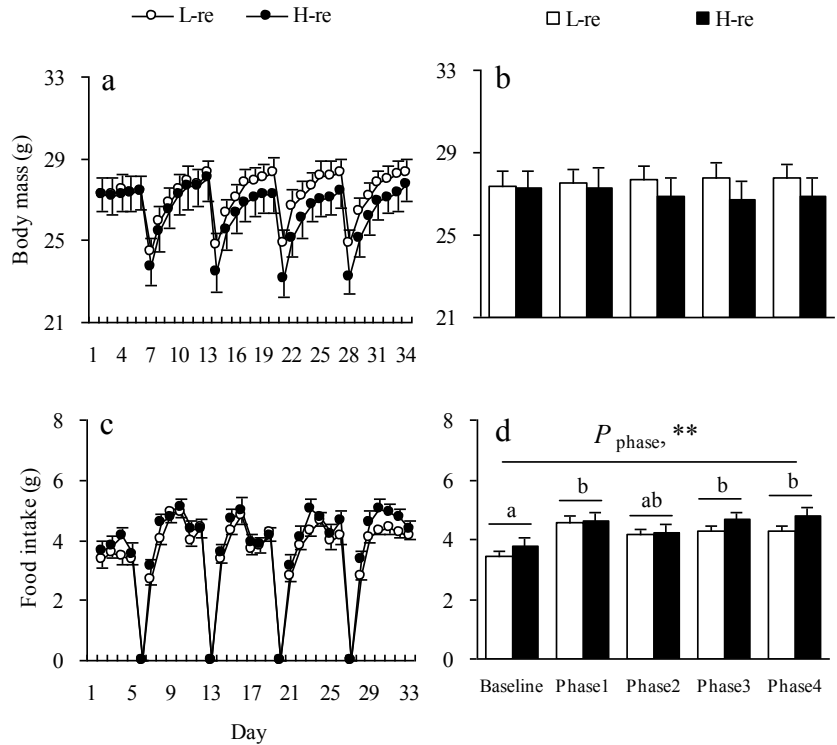 L-re H-re
L-re H-re
a
33
29
25
21
Body mass (g)
1 4 7 10 13 16 19 22 25 28 31 34
b
33
29
25
21
c
8
6
4
2
0
Food intake (g)
1 5 9 13 17 21 25 29 33
Day
d
8
6
4
2
0
P phase, **
a b ab b b
Baseline Phase1 Phase2 Phase3 Phase4